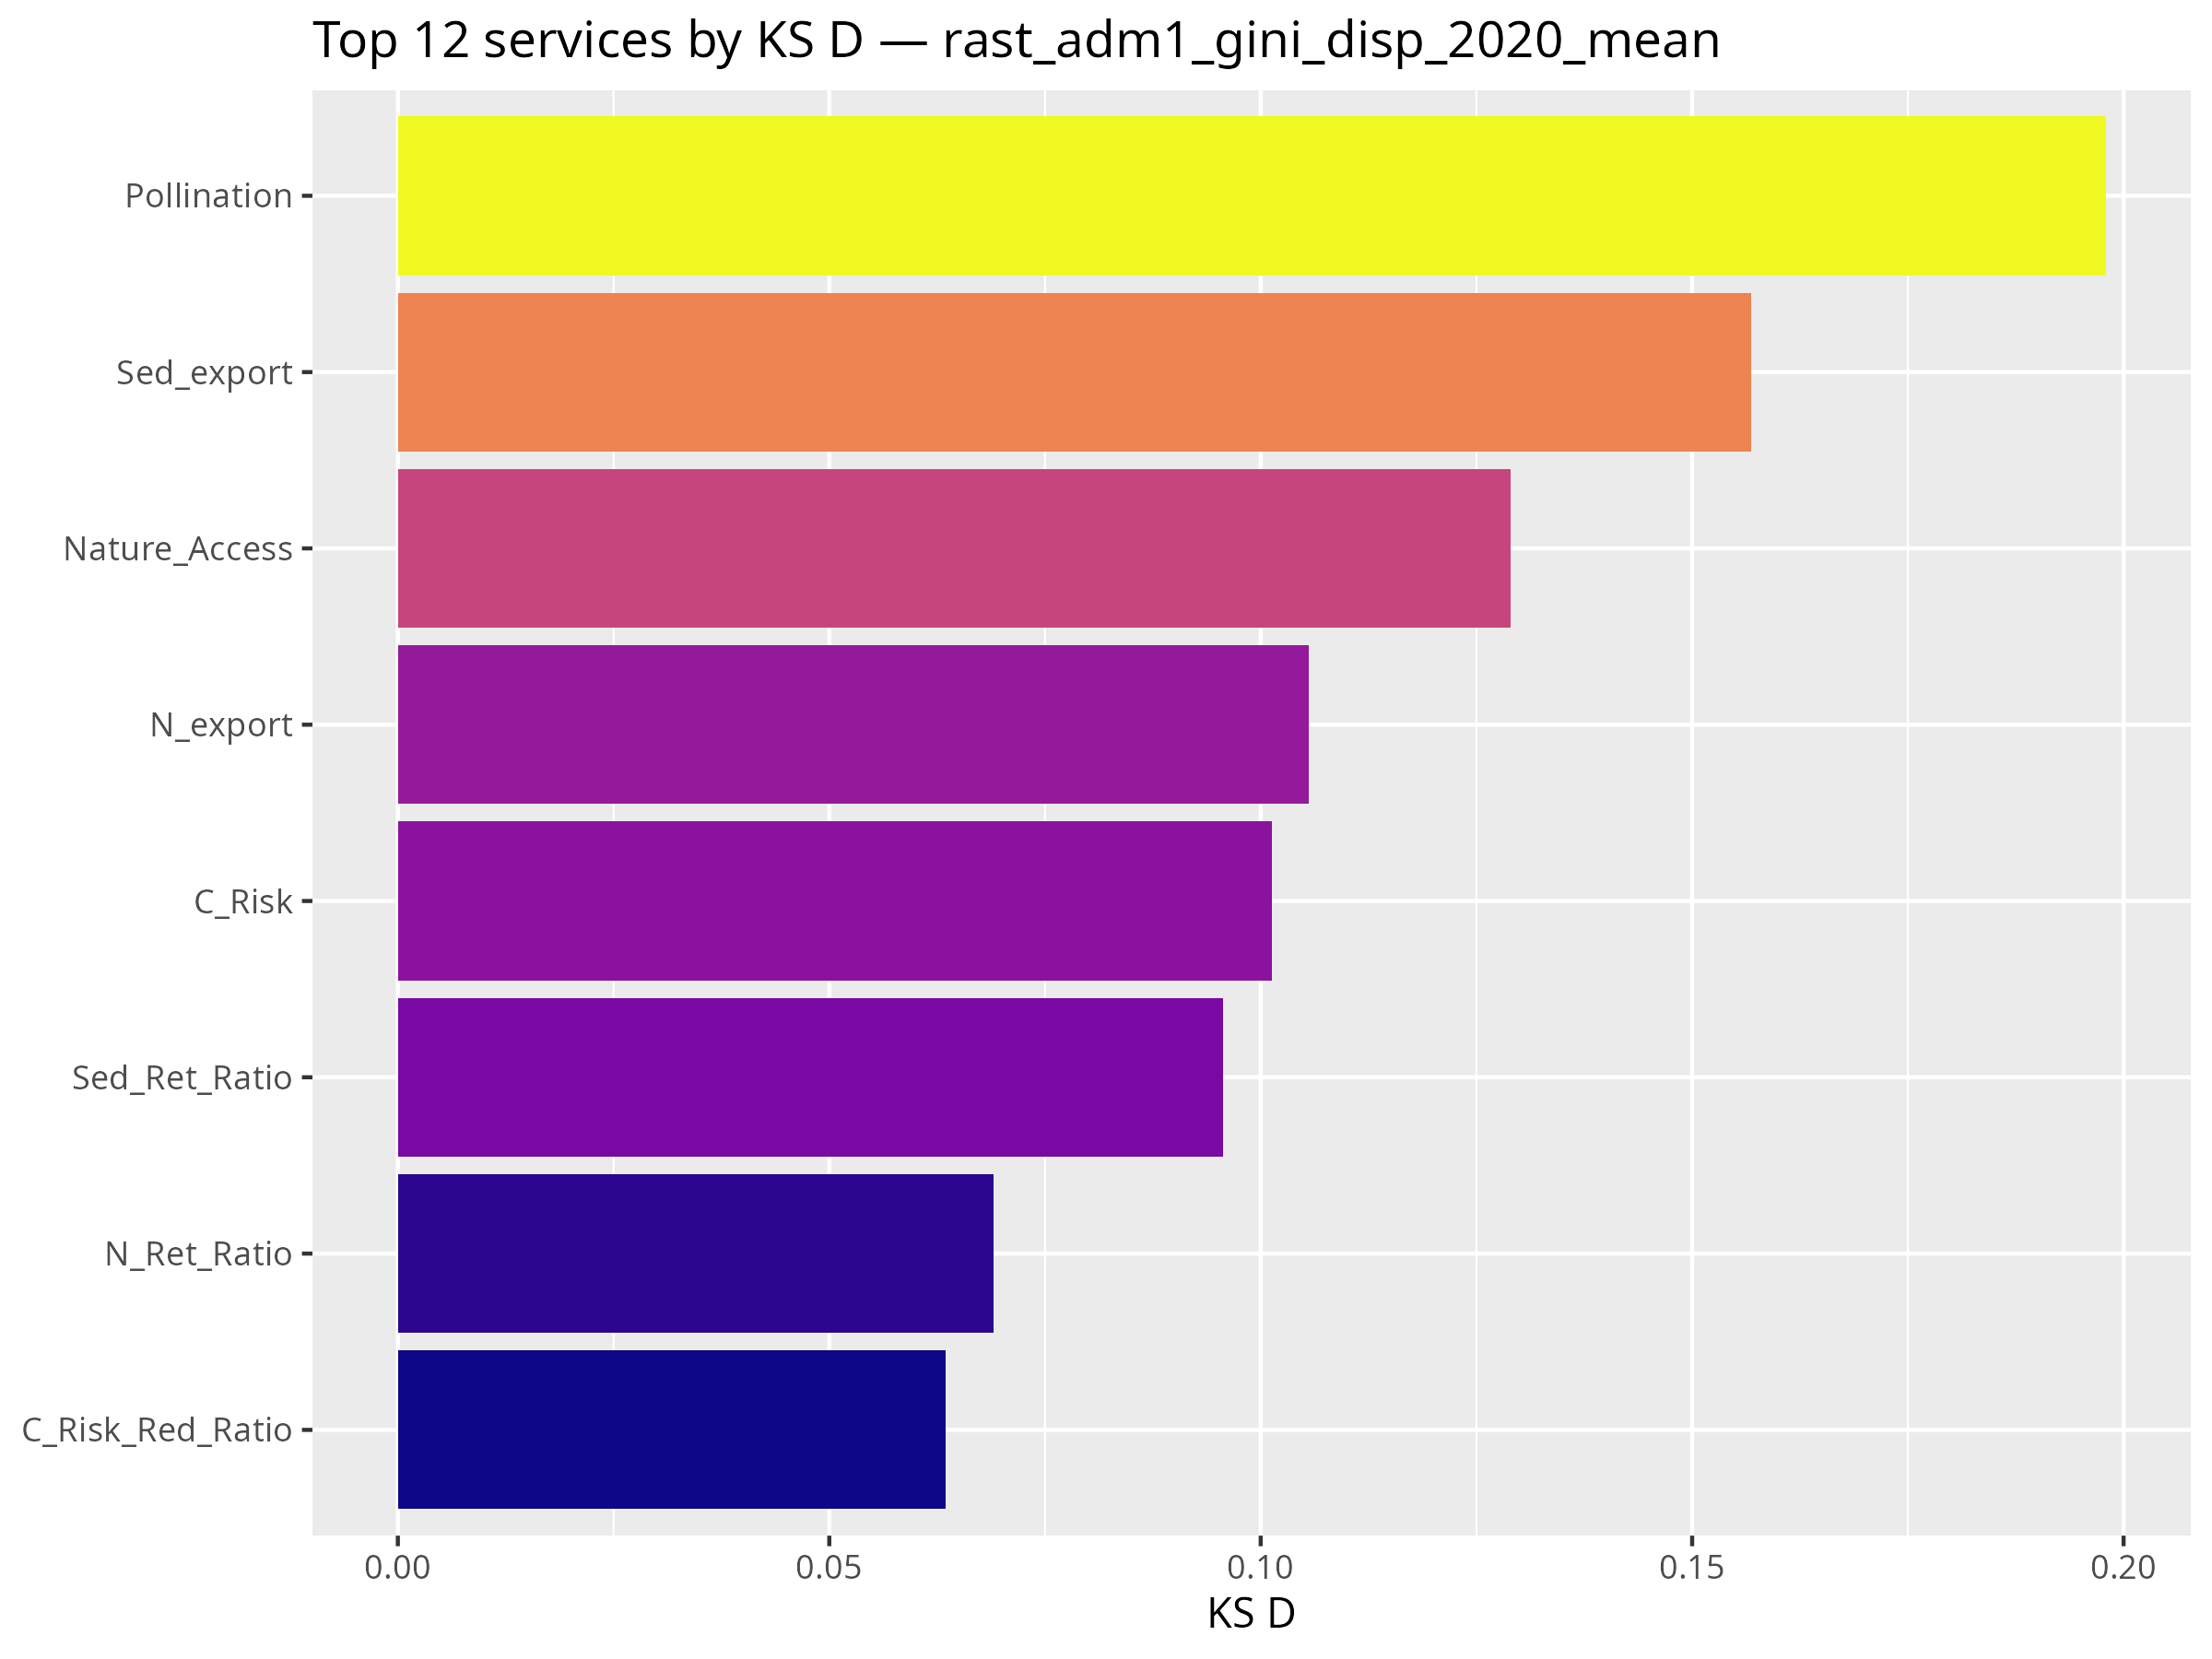 Top 12 services by KS D — rast_adm1_gini_disp_2020_mean
Pollination
Sed_export
Nature_Access
N_export
C_Risk
Sed_Ret_Ratio
N_Ret_Ratio
C_Risk_Red_Ratio
0.00 0.05 0.10 0.15 0.20
KS D